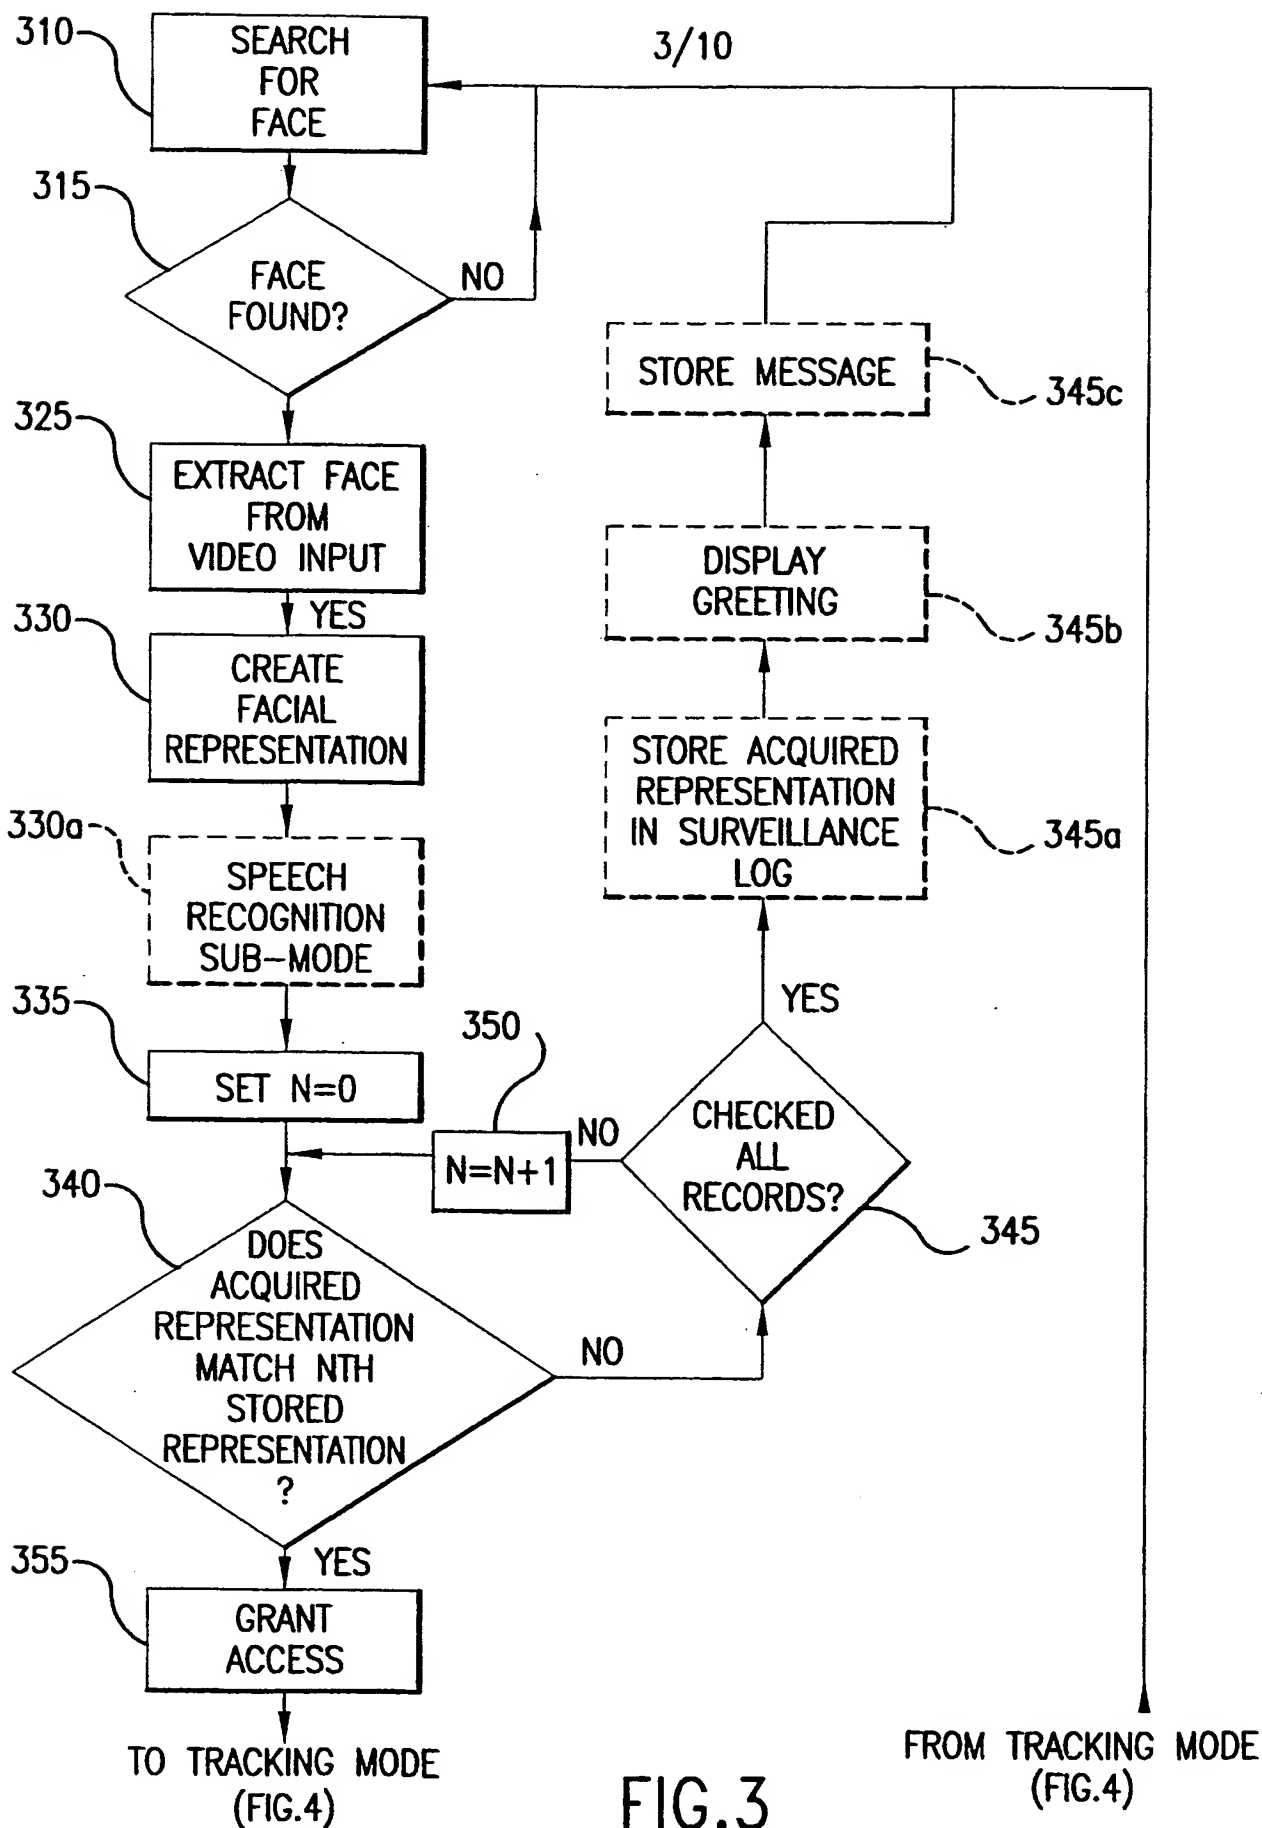 3/10
310
SEARCH
FOR
FACE
315
FACE
FOUND?
NO
325
EXTRACT FACE
FROM
VIDEO INPUT
YES
330
CREATE
FACIAL
REPRESENTATION
330a
SPEECH
RECOGNITION
SUB-MODE
335
SET N=0
350
N=N+1
NO
340
DOES
ACQUIRED
REPRESENTATION
MATCH NTH
STORED
REPRESENTATION
?
NO
YES
355
GRANT
ACCESS
TO TRACKING MODE
(FIG.4)
STORE MESSAGE
345c
DISPLAY
GREETING
345b
STORE ACQUIRED
REPRESENTATION
IN SURVEILLANCE
LOG
345a
YES
CHECKED
ALL
RECORDS?
345
FROM TRACKING MODE
(FIG.4)
FIG.3